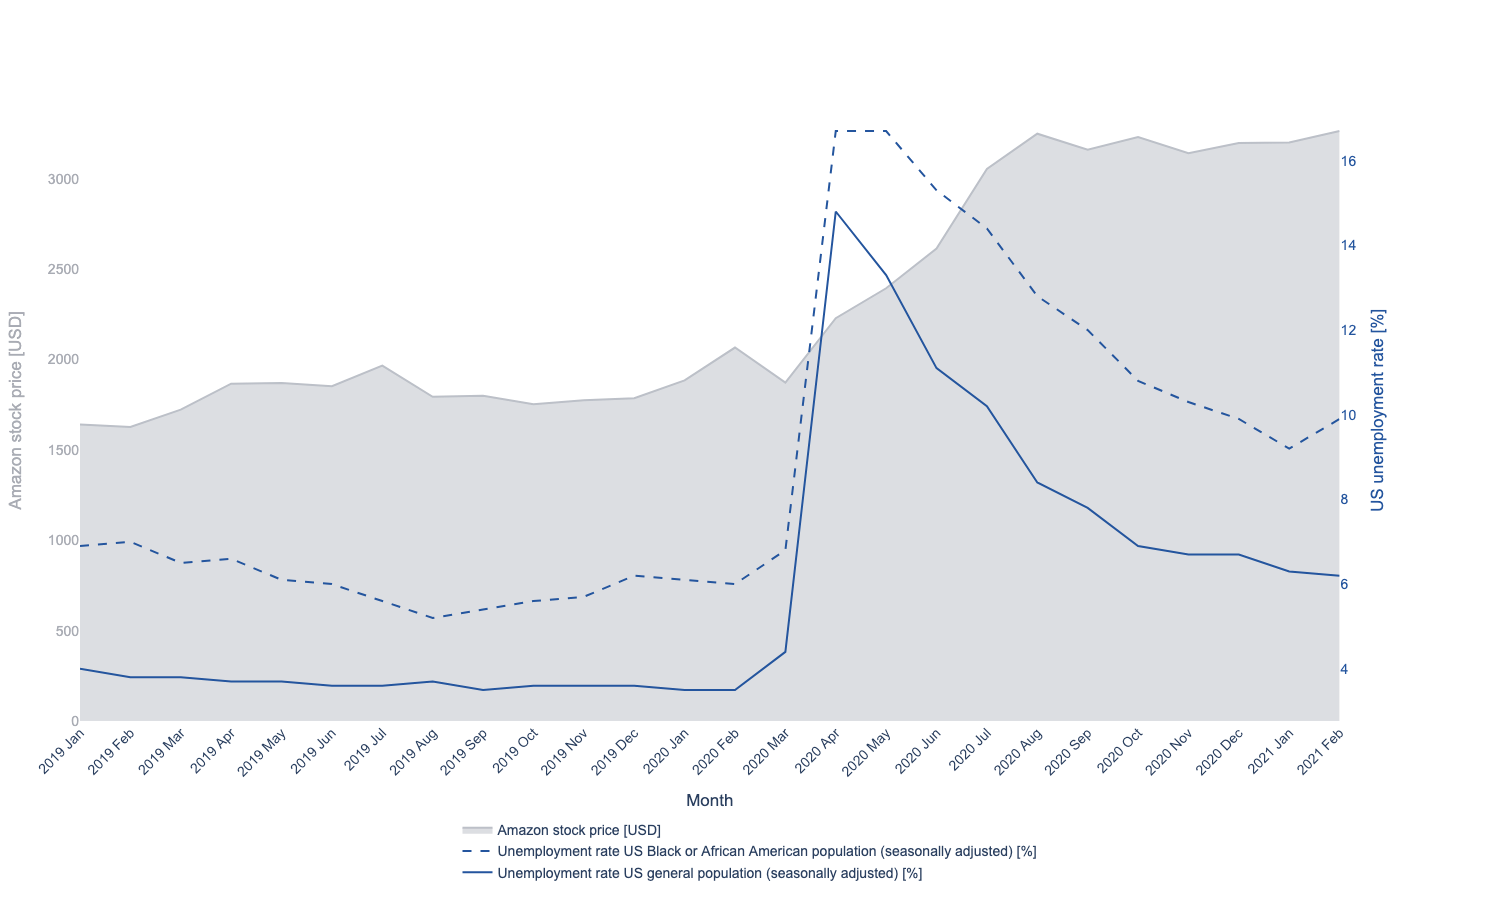 3000
2500
2000
1500
1000
500
0
Amazon stock price [USD]
16
14
12
10
8
6
4
US unemployment rate [%]
2019 Jan
2019 Feb
2019 Mar
2019 Apr
2019 May
2019 Jun
2019 Jul
2019 Aug
2019 Sep
2019 Oct
2019 Nov
2019 Dec
2020 Jan
2020 Feb
2020 Mar
2020 Apr
2020 May
2020 Jun
2020 Jul
2020 Aug
2020 Sep
2020 Oct
2020 Nov
2020 Dec
2021 Jan
2021 Feb
Month
Amazon stock price [USD]
Unemployment rate US Black or African American population (seasonally adjusted) [%]
Unemployment rate US general population (seasonally adjusted) [%]